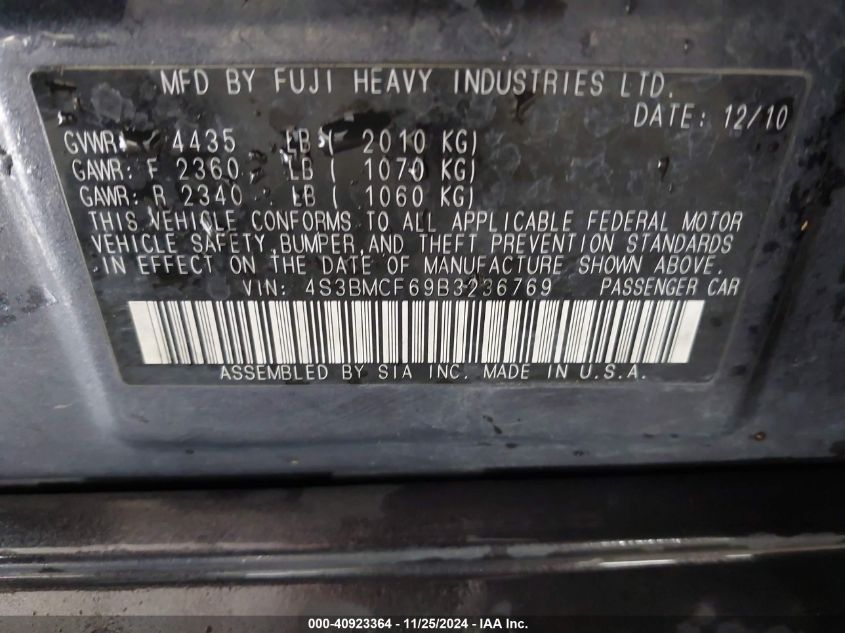 MFD BY FUJI HEAVY INDUSTRIES LTD.
DATE: 12/10
GVWR: 4435 LB ( 2010 KG)
GAWR: F 2360 LB ( 1070 KG)
GAWR: R 2340 LB ( 1060 KG)
THIS VEHICLE CONFORMS TO ALL APPLICABLE FEDERAL MOTOR
VEHICLE SAFETY,BUMPER,AND THEFT PREVENTION STANDARDS
IN EFFECT ON THE DATE OF MANUFACTURE SHOWN ABOVE.
VIN: 4S3BMCF69B3236769 PASSENGER CAR
ASSEMBLED BY SIA INC. MADE IN U.S.A.
000-40923364 - 11/25/2024 - IAA Inc.